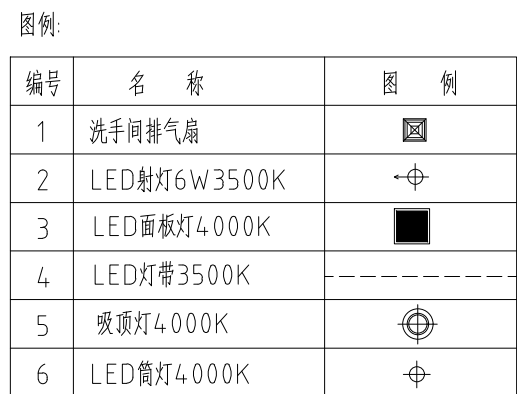 图例:
编号 名 称 图 例
1 洗手间排气扇
2 LED射灯6W3500K
3 LED面板灯4000K
4 LED灯带3500K
5 吸顶灯4000K
6 LED筒灯4000K